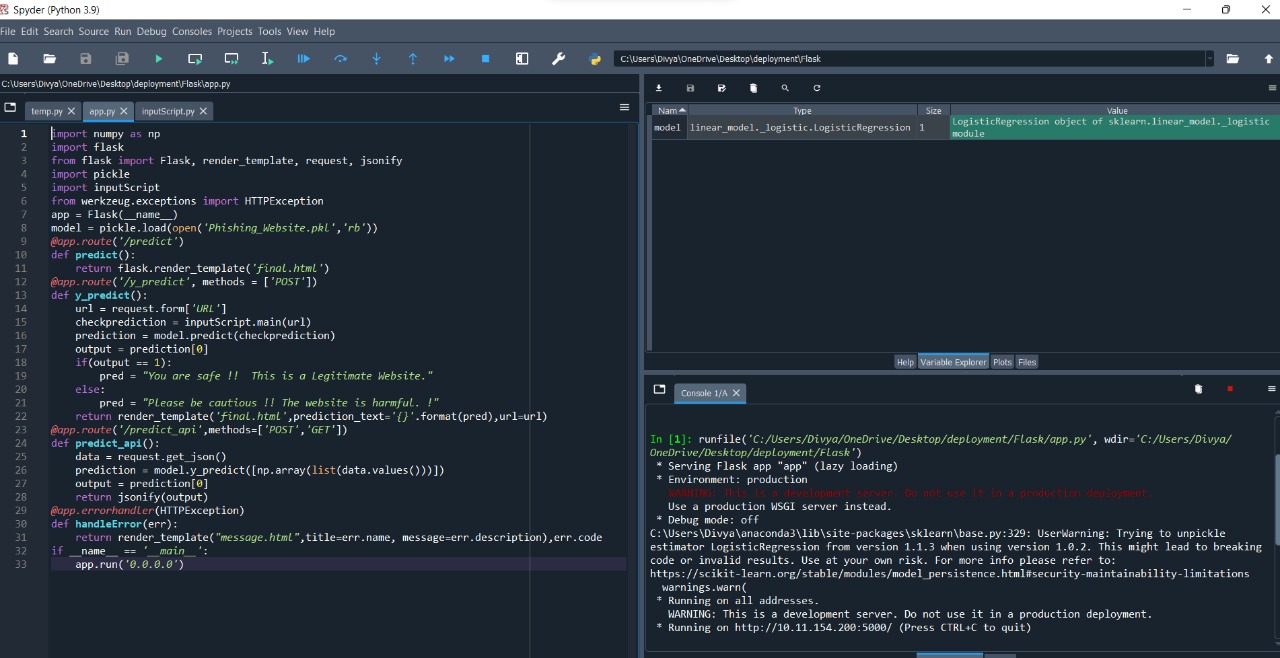 Spyder (Python 3.9)
File Edit Search Source Run Debug Consoles Projects Tools View Help
C:\Users\Divya\OneDrive\Desktop\deployment\Flask
C:\Users\Divya\OneDrive\Desktop\deployment\Flask\app.py
temp.py app.py inputScript.py
1 import numpy as np
2 import flask
3 from flask import Flask, render_template, request, jsonify
4 import pickle
5 import inputScript
6 from werkzeug.exceptions import HTTPException
7 app = Flask(__name__)
8 model = pickle.load(open('Phishing_Website.pkl','rb'))
9 @app.route('/predict')
10 def predict():
11     return flask.render_template('final.html')
12 @app.route('/y_predict', methods = ['POST'])
13 def y_predict():
14     url = request.form['URL']
15     checkprediction = inputScript.main(url)
16     prediction = model.predict(checkprediction)
17     output = prediction[0]
18     if(output == 1):
19         pred = "You are safe !!  This is a Legitimate Website."
20     else:
21         pred = "Please be cautious !! The website is harmful. !"
22     return render_template('final.html',prediction_text='{}'.format(pred),url=url)
23 @app.route('/predict_api',methods=['POST','GET'])
24 def predict_api():
25     data = request.get_json()
26     prediction = model.y_predict([np.array(list(data.values()))])
27     output = prediction[0]
28     return jsonify(output)
29 @app.errorhandler(HTTPException)
30 def handleError(err):
31     return render_template("message.html",title=err.name, message=err.description),err.code
32 if __name__ == '__main__':
33     app.run('0.0.0.0')
Nam Type Size Value
model linear_model._logistic.LogisticRegression 1 LogisticRegression object of sklearn.linear_model._logistic
module
Help Variable Explorer Plots Files
Console 1/A
In [1]: runfile('C:/Users/Divya/OneDrive/Desktop/deployment/Flask/app.py', wdir='C:/Users/Divya/
OneDrive/Desktop/deployment/Flask')
 * Serving Flask app "app" (lazy loading)
 * Environment: production
   WARNING: This is a development server. Do not use it in a production deployment.
   Use a production WSGI server instead.
 * Debug mode: off
C:\Users\Divya\anaconda3\lib\site-packages\sklearn\base.py:329: UserWarning: Trying to unpickle
estimator LogisticRegression from version 1.1.3 when using version 1.0.2. This might lead to breaking
code or invalid results. Use at your own risk. For more info please refer to:
https://scikit-learn.org/stable/modules/model_persistence.html#security-maintainability-limitations
  warnings.warn(
 * Running on all addresses.
   WARNING: This is a development server. Do not use it in a production deployment.
 * Running on http://10.11.154.200:5000/ (Press CTRL+C to quit)